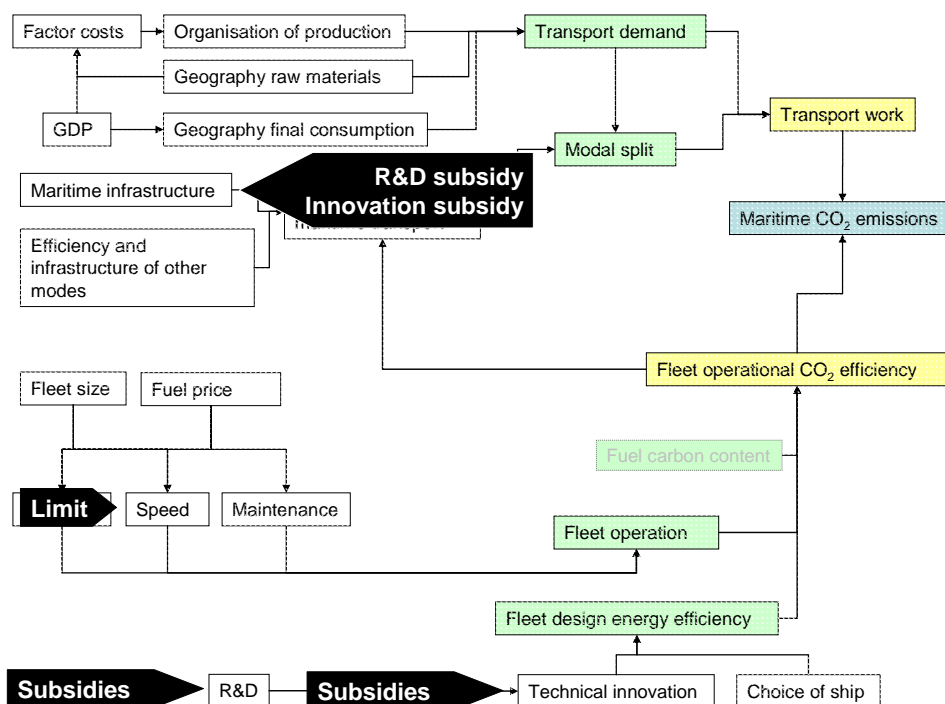 Factor costs
Organisation of production
Transport demand
Geography raw materials
GDP
Geography final consumption
Transport work
Modal split
Maritime infrastructure
R&D subsidy
Innovation subsidy
Maritime CO₂ emissions
Efficiency and
infrastructure of other
modes
Fleet operational CO₂ efficiency
Fleet size
Fuel price
Fuel carbon content
Limit
Speed
Maintenance
Fleet operation
Fleet design energy efficiency
Subsidies
R&D
Subsidies
Technical innovation
Choice of ship